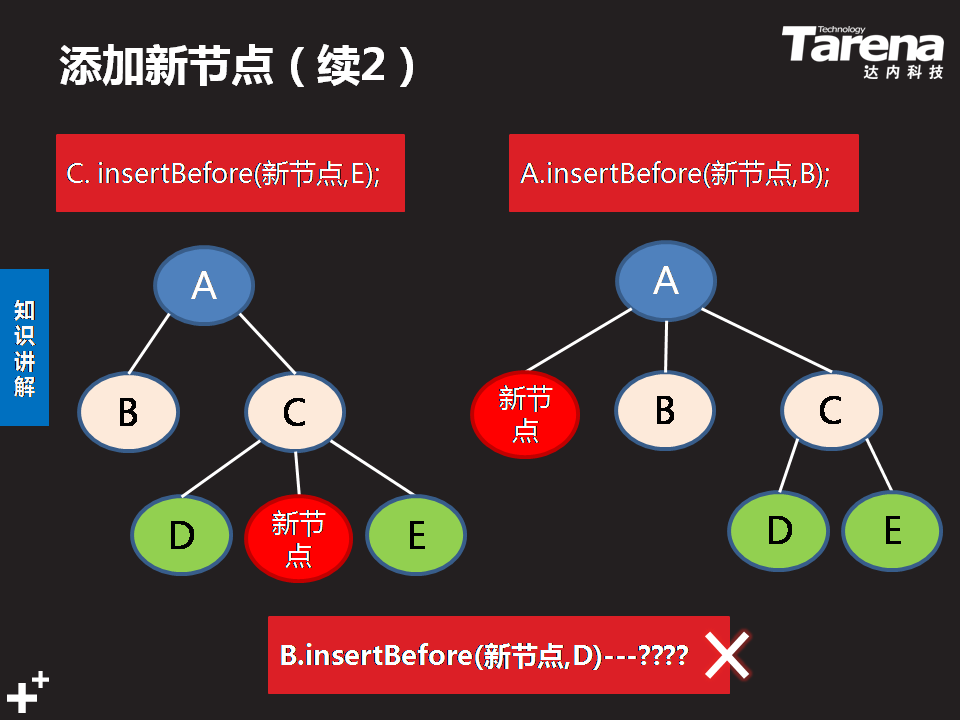 添加新节点（续2）
Technology
Tarena
达内科技
C. insertBefore(新节点,E);
A.insertBefore(新节点,B);
知
识
讲
解
A
B
C
D
新节
点
E
A
新节
点
B
C
D
E
B.insertBefore(新节点,D)---????